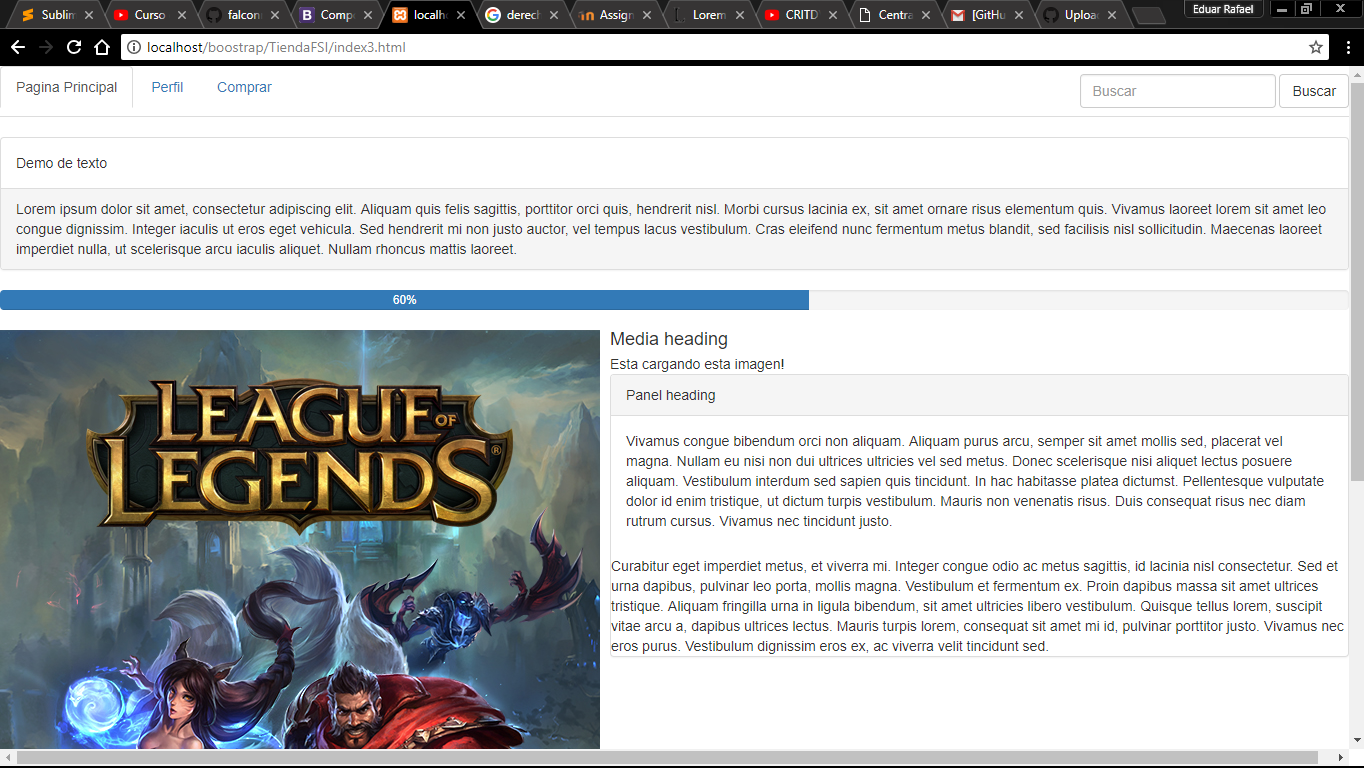 Sublim
Curso
falcon
Comp
localh
derech
Assign
Lorem
CRITD
Centra
[GitHu
Uploa
Eduar Rafael
localhost/boostrap/TiendaFSI/index3.html
Pagina Principal
Perfil
Comprar
Buscar
Buscar
Demo de texto
Lorem ipsum dolor sit amet, consectetur adipiscing elit. Aliquam quis felis sagittis, porttitor orci quis, hendrerit nisl. Morbi cursus lacinia ex, sit amet ornare risus elementum quis. Vivamus laoreet lorem sit amet leo
congue dignissim. Integer iaculis ut eros eget vehicula. Sed hendrerit mi non justo auctor, vel tempus lacus vestibulum. Cras eleifend nunc fermentum metus blandit, sed facilisis nisl sollicitudin. Maecenas laoreet
imperdiet nulla, ut scelerisque arcu iaculis aliquet. Nullam rhoncus mattis laoreet.
60%
LEAGUE OF
LEGENDS®
Media heading
Esta cargando esta imagen!
Panel heading
Vivamus congue bibendum orci non aliquam. Aliquam purus arcu, semper sit amet mollis sed, placerat vel
magna. Nullam eu nisi non dui ultrices ultricies vel sed metus. Donec scelerisque nisi aliquet lectus posuere
aliquam. Vestibulum interdum sed sapien quis tincidunt. In hac habitasse platea dictumst. Pellentesque vulputate
dolor id enim tristique, ut dictum turpis vestibulum. Mauris non venenatis risus. Duis consequat risus nec diam
rutrum cursus. Vivamus nec tincidunt justo.
Curabitur eget imperdiet metus, et viverra mi. Integer congue odio ac metus sagittis, id lacinia nisl consectetur. Sed et
urna dapibus, pulvinar leo porta, mollis magna. Vestibulum et fermentum ex. Proin dapibus massa sit amet ultrices
tristique. Aliquam fringilla urna in ligula bibendum, sit amet ultricies libero vestibulum. Quisque tellus lorem, suscipit
vitae arcu a, dapibus ultrices lectus. Mauris turpis lorem, consequat sit amet mi id, pulvinar porttitor justo. Vivamus nec
eros purus. Vestibulum dignissim eros ex, ac viverra velit tincidunt sed.